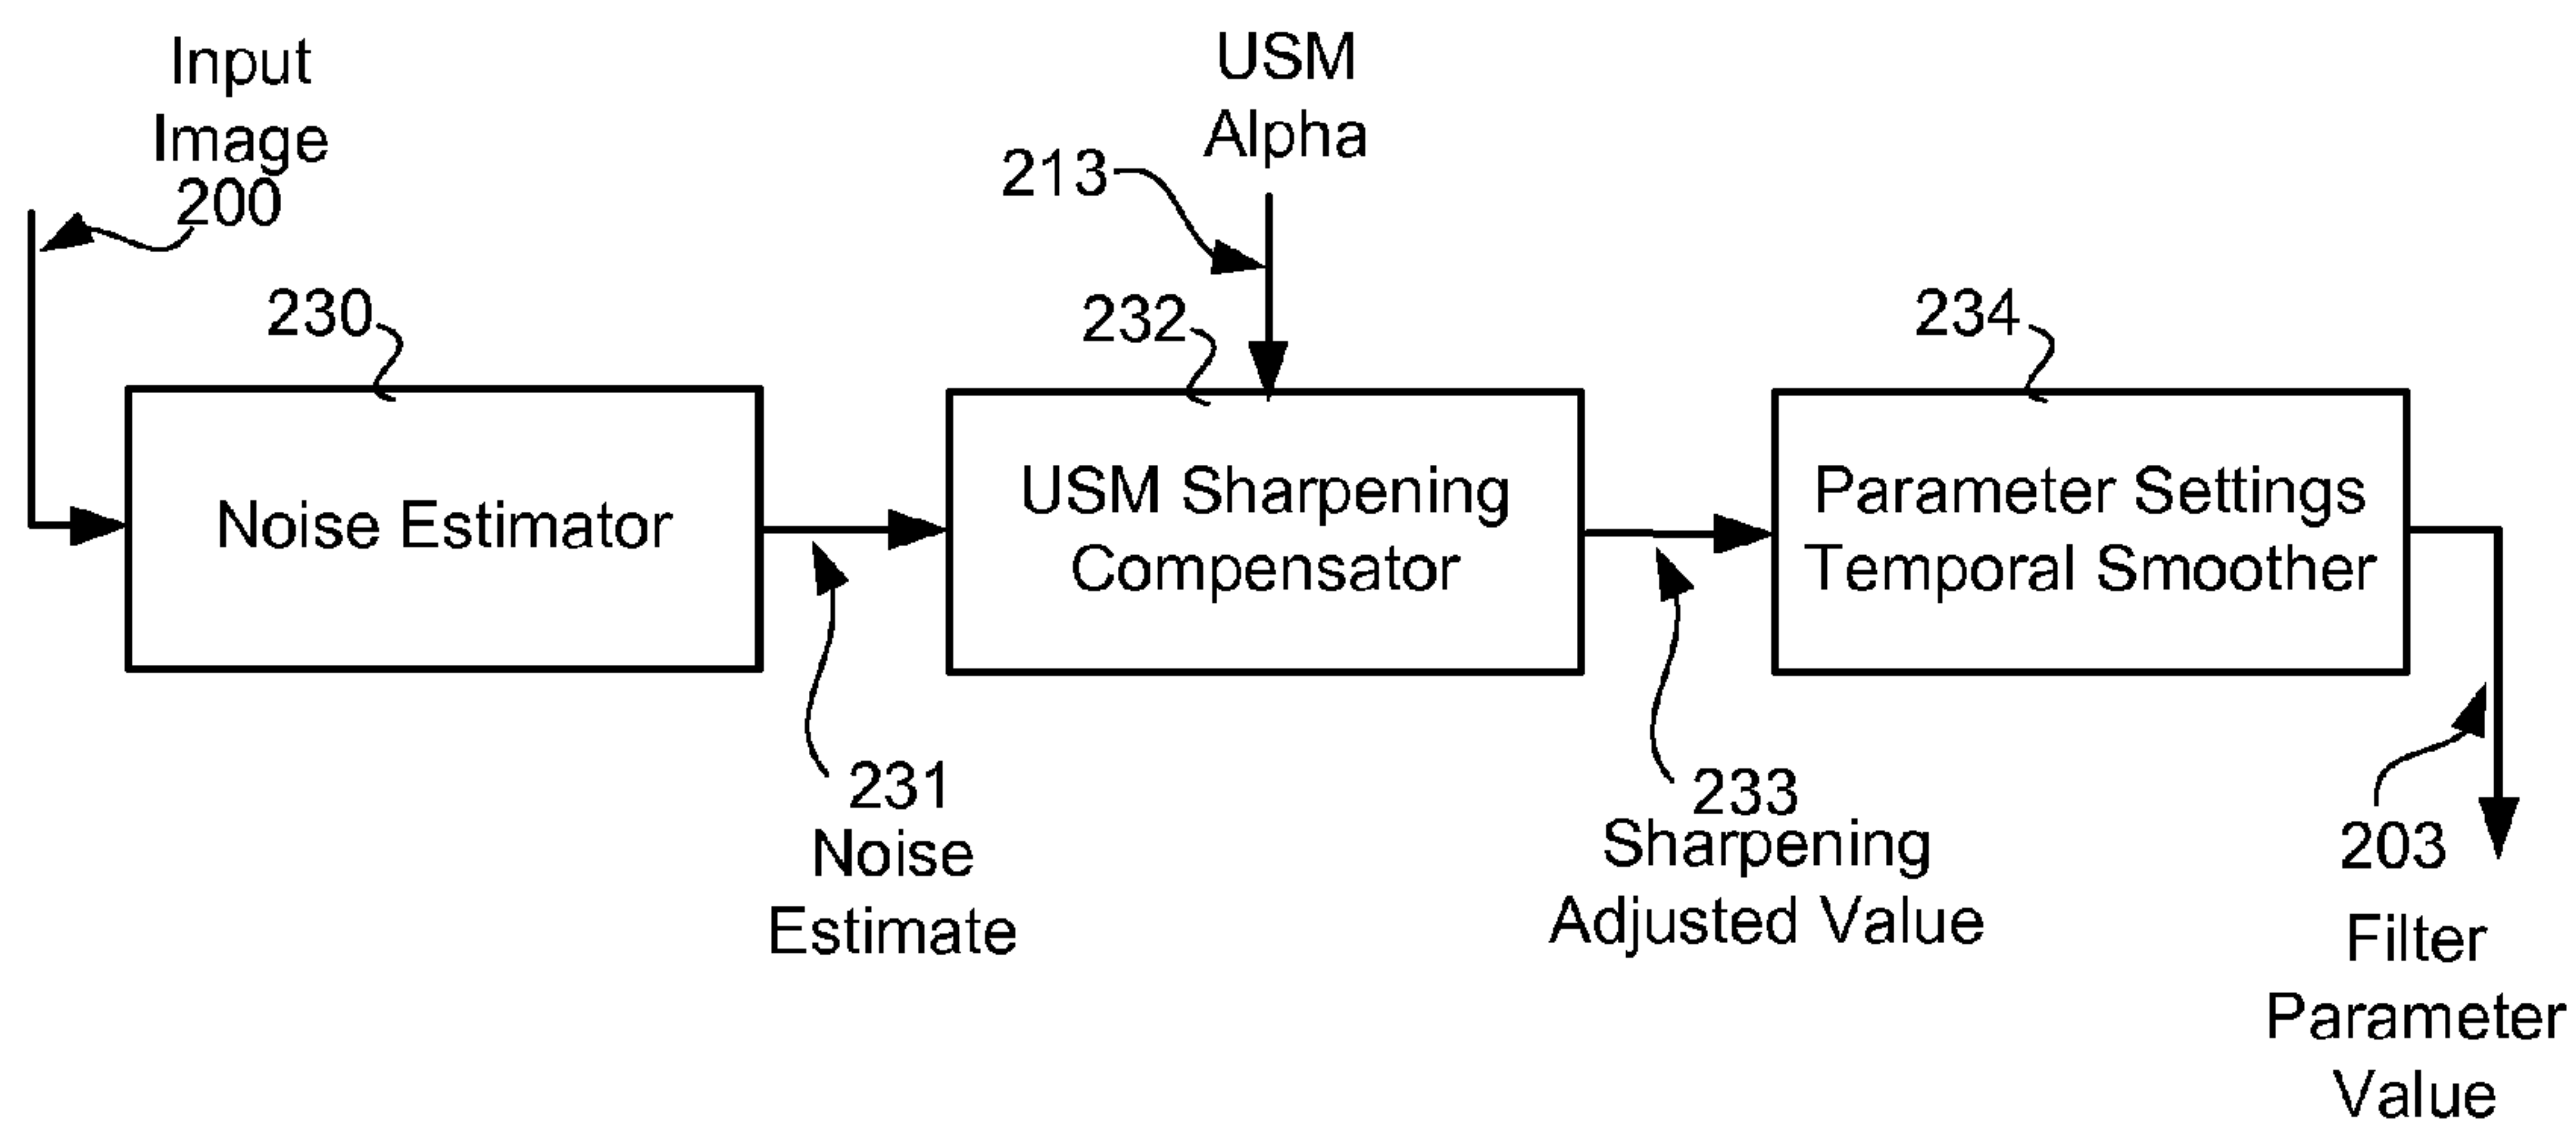 Input
Image
200
USM
Alpha
213
230
232
234
Noise Estimator
USM Sharpening
Compensator
Parameter Settings
Temporal Smoother
231
Noise
Estimate
233
Sharpening
Adjusted Value
203
Filter
Parameter
Value